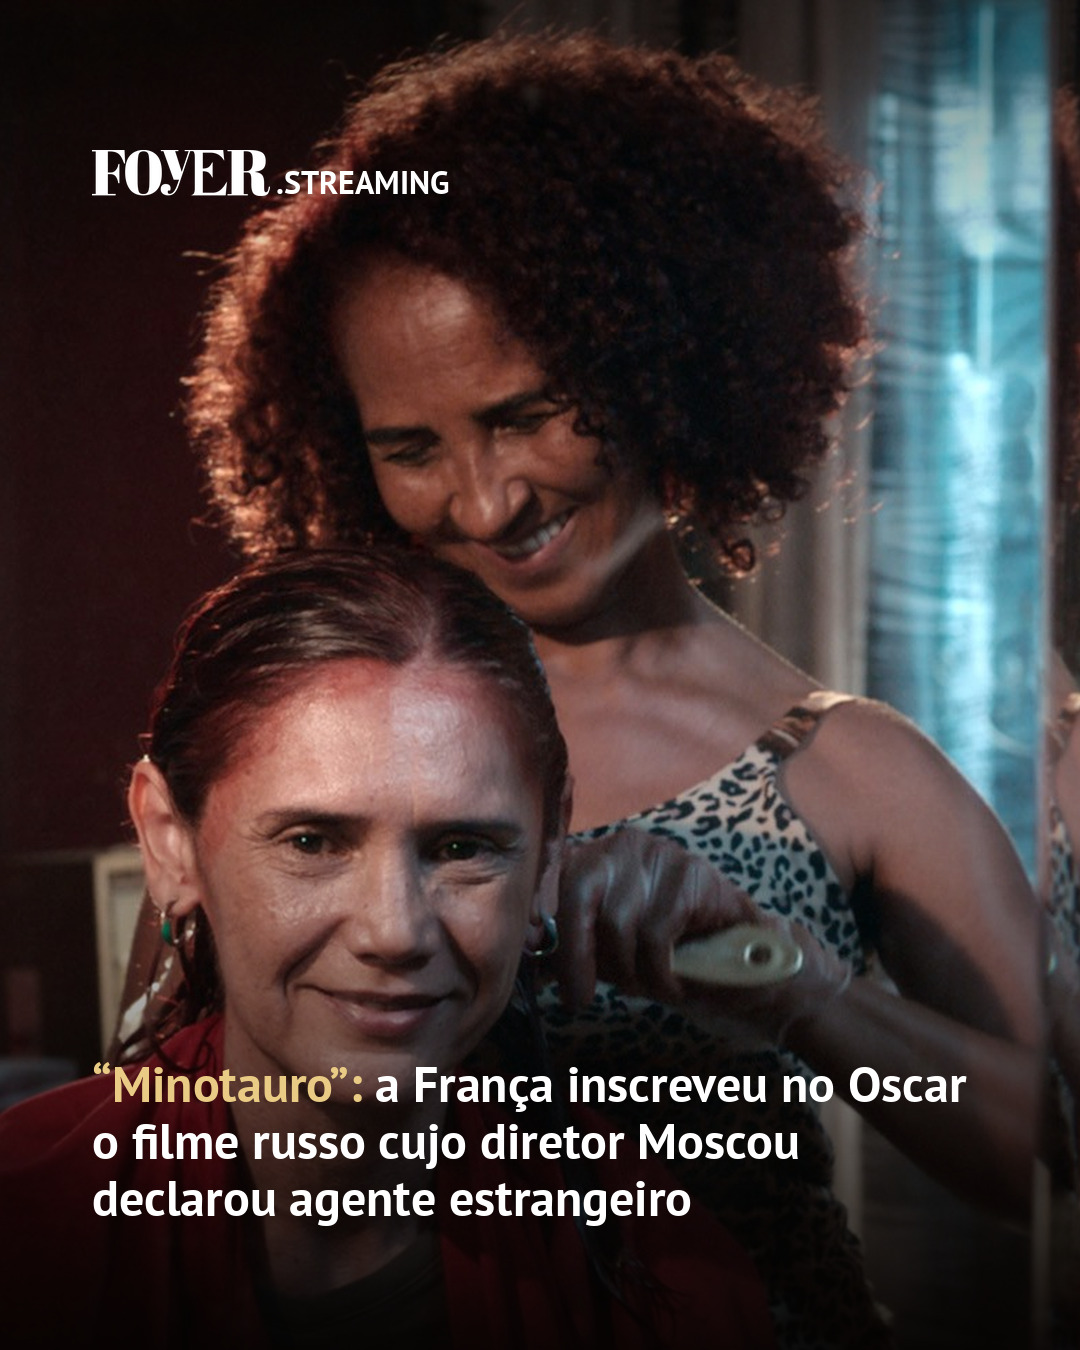 FOYER.STREAMING
“Minotauro”: a França inscreveu no Oscar
o filme russo cujo diretor Moscou
declarou agente estrangeiro